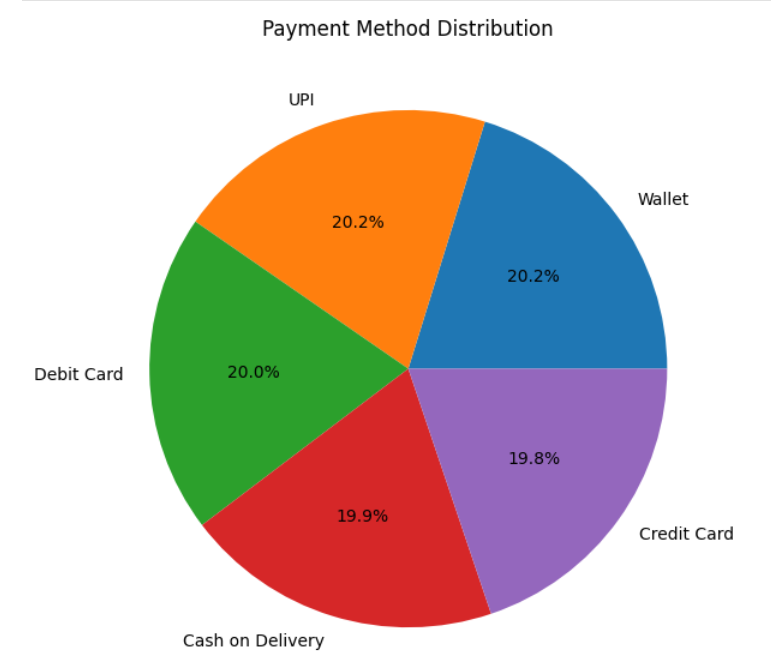 Payment Method Distribution
UPI
Wallet
20.2%
20.2%
Debit Card
20.0%
19.8%
19.9%
Credit Card
Cash on Delivery